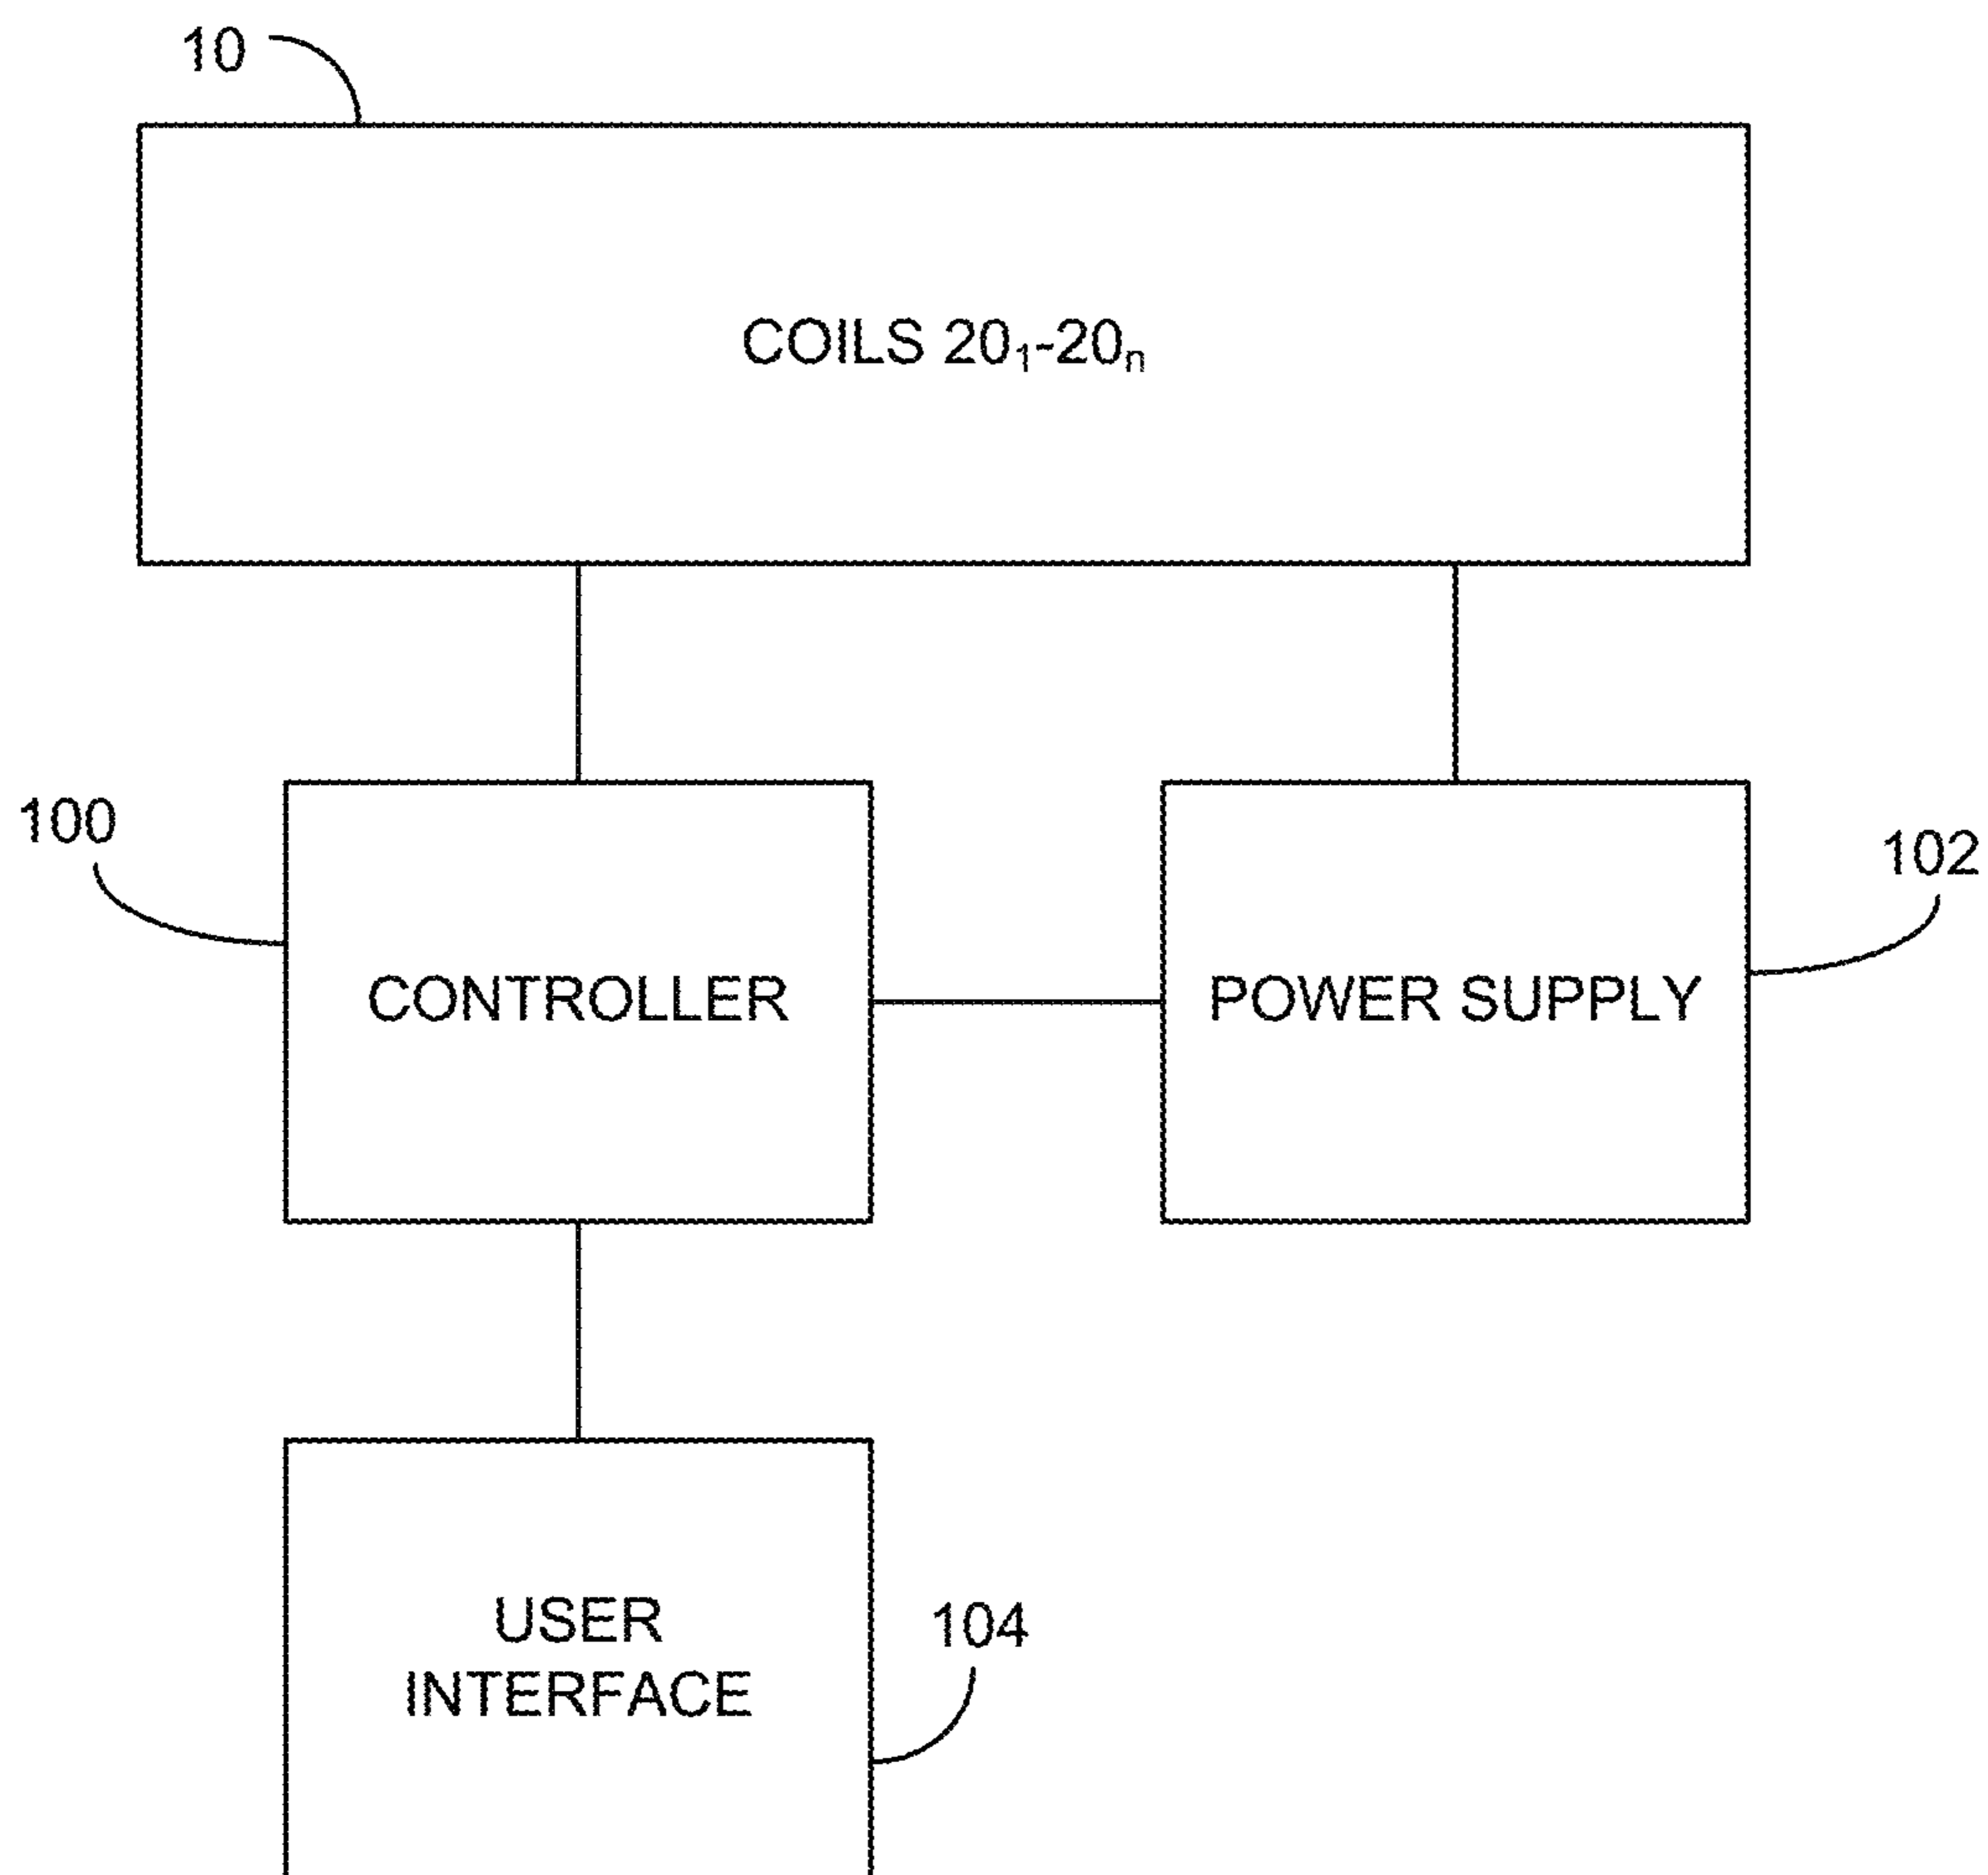 10
COILS 20₁-20ₙ
100
102
CONTROLLER
POWER SUPPLY
USER
INTERFACE
104